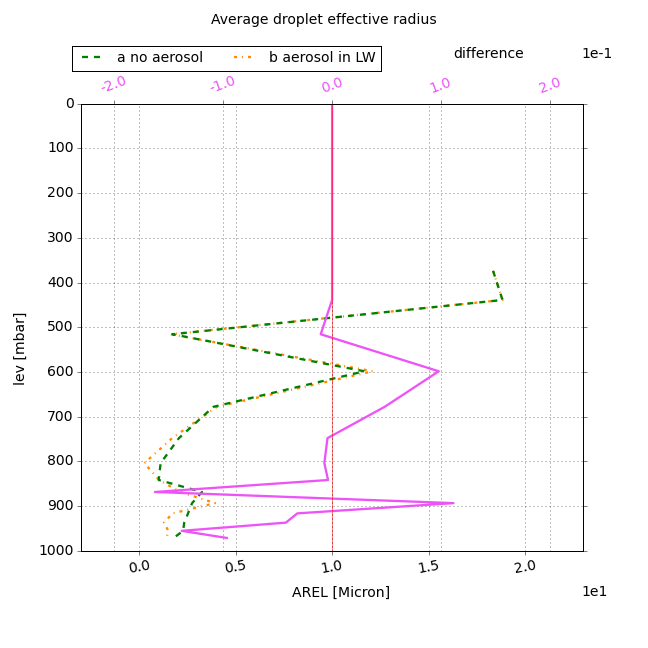 Average droplet effective radius
a no aerosol b aerosol in LW difference 1e-1
-2.0 -1.0 0.0 1.0 2.0
0
100
200
300
400
500
600
700
800
900
1000
lev [mbar]
0.0 0.5 1.0 1.5 2.0
AREL [Micron] 1e1